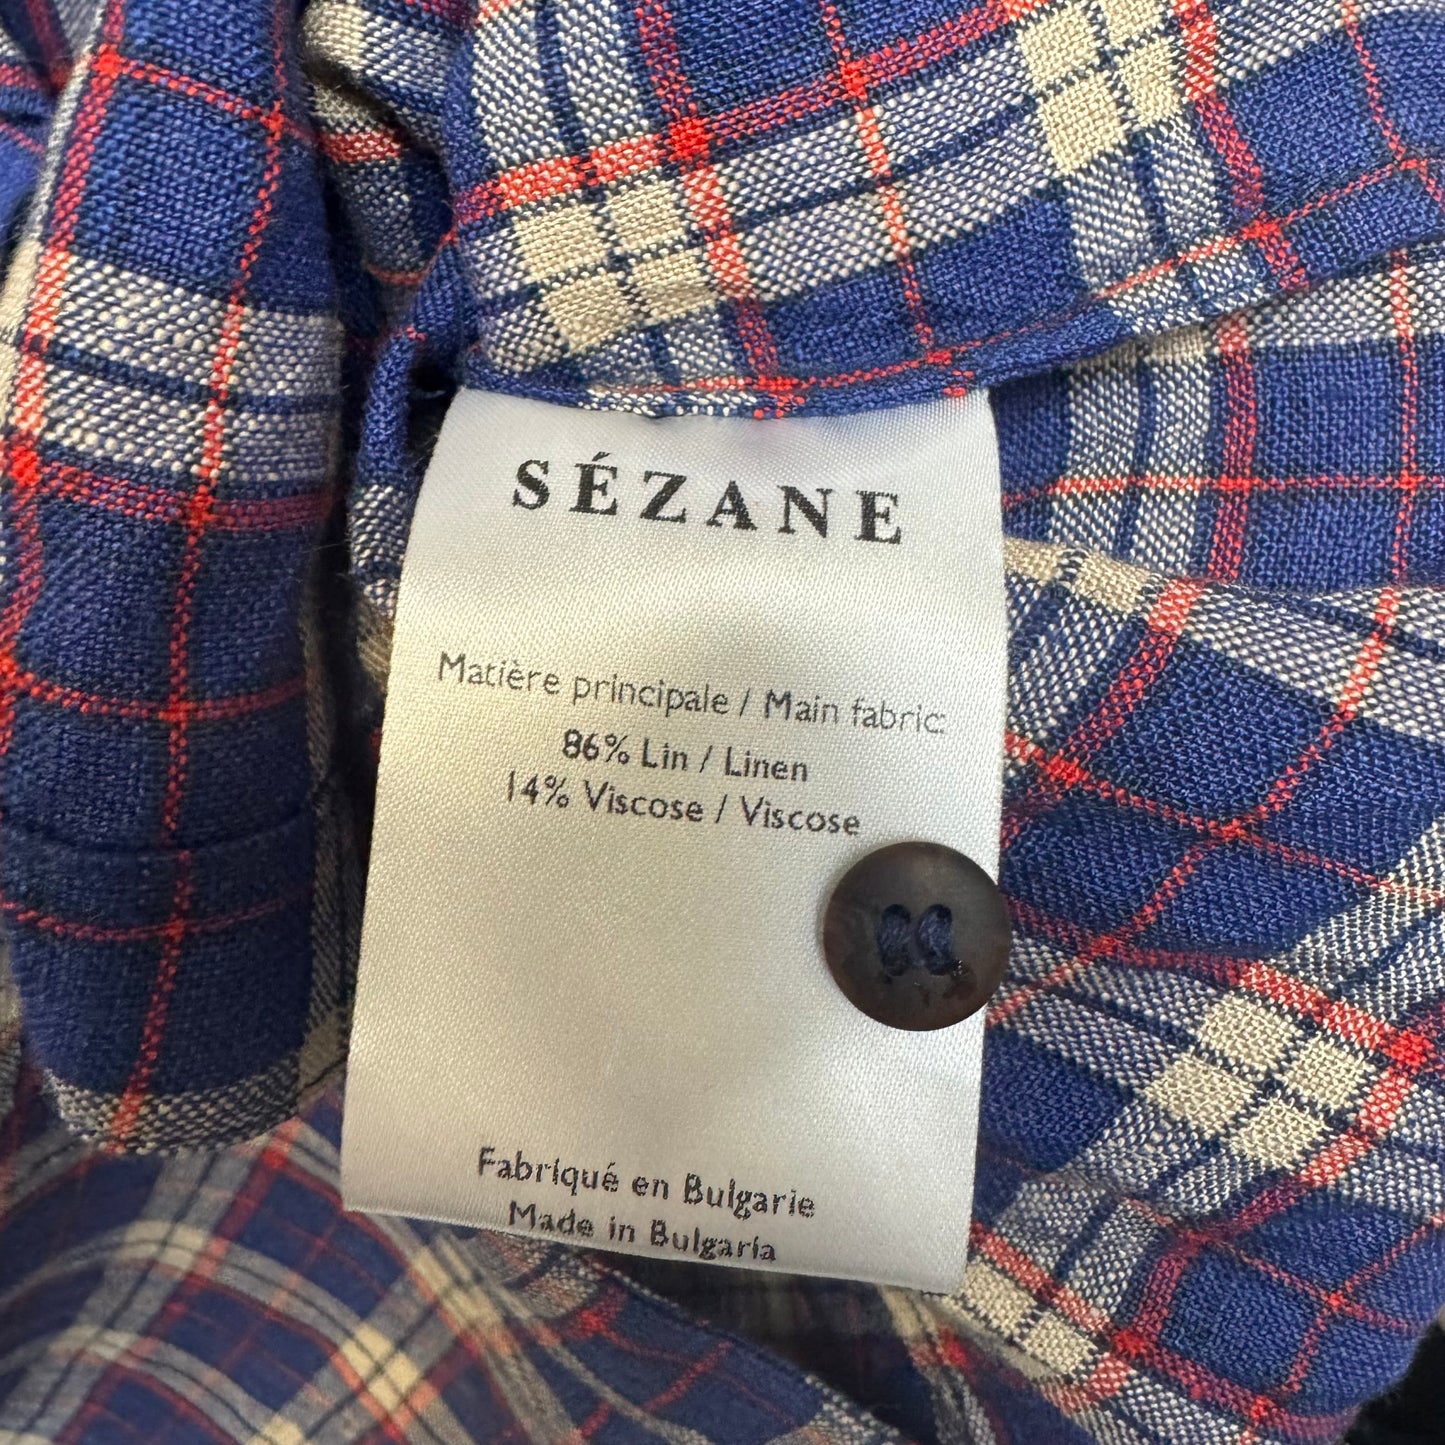 SÉZANE
Matière principale / Main fabric:
86% Lin / Linen
14% Viscose / Viscose
Fabriqué en Bulgarie
Made in Bulgaria